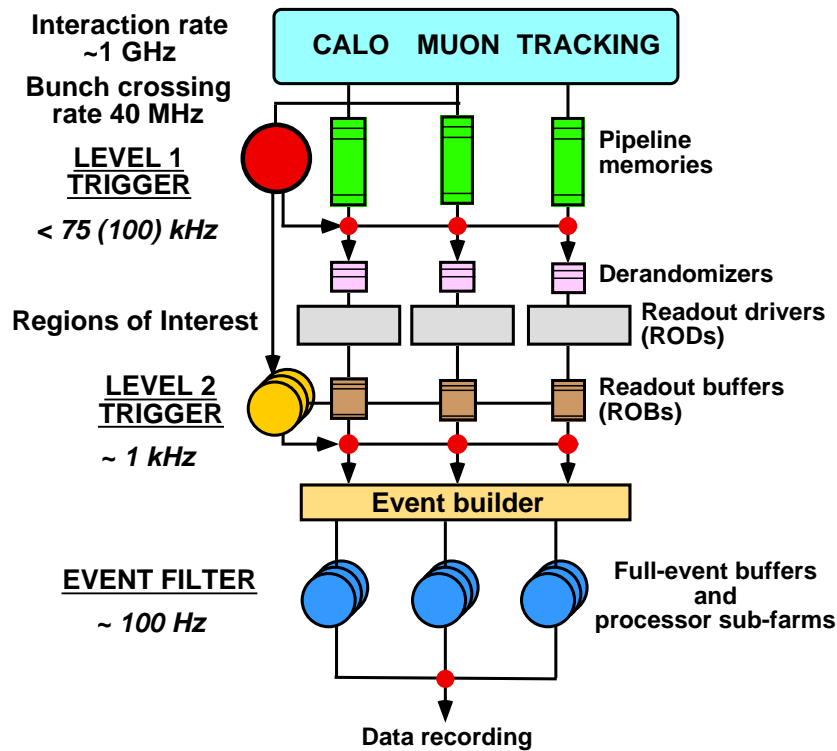 Interaction rate
~1 GHz
CALO MUON TRACKING
Bunch crossing
rate 40 MHz
LEVEL 1
TRIGGER
< 75 (100) kHz
Pipeline
memories
Derandomizers
Regions of Interest
Readout drivers
(RODs)
LEVEL 2
TRIGGER
~ 1 kHz
Readout buffers
(ROBs)
Event builder
EVENT FILTER
~ 100 Hz
Full-event buffers
and
processor sub-farms
Data recording